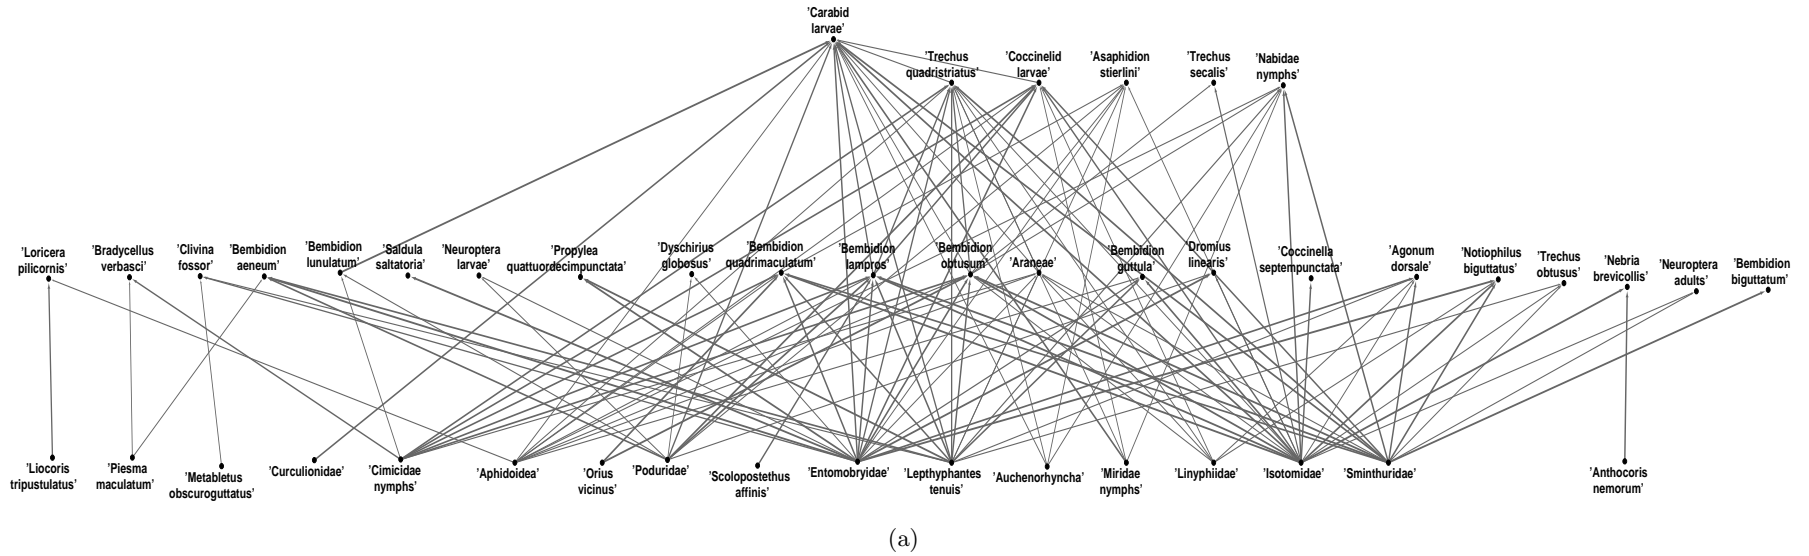 'Carabid
larvae'
'Trechus
quadristriatus'
'Coccinelid
larvae'
'Asaphidion
stierlini'
'Trechus
secalis'
'Nabidae
nymphs'
'Loricera
pilicornis'
'Bradycellus
verbasci'
'Clivina
fossor'
'Bembidion
aeneum'
'Bembidion
lunulatum'
'Saldula
saltatoria'
'Neuroptera
larvae'
'Propylea
quattuordecimpunctata'
'Dyschirius
globosus'
'Bembidion
quadrimaculatum'
'Bembidion
lampros'
'Bembidion
obtusum'
'Araneae'
'Bembidion
guttula'
'Dromius
linearis'
'Coccinella
septempunctata'
'Agonum
dorsale'
'Notiophilus
biguttatus'
'Trechus
obtusus'
'Nebria
brevicollis'
'Neuroptera
adults'
'Bembidion
biguttatum'
'Liocoris
tripustulatus'
'Piesma
maculatum'
'Metabletus
obscuroguttatus'
'Curculionidae'
'Cimicidae
nymphs'
'Aphidoidea'
'Orius
vicinus'
'Poduridae'
'Scolopostethus
affinis'
'Entomobryidae'
'Lepthyphantes
tenuis'
'Auchenorhyncha'
'Miridae
nymphs'
'Linyphiidae'
'Isotomidae'
'Sminthuridae'
'Anthocoris
nemorum'
(a)